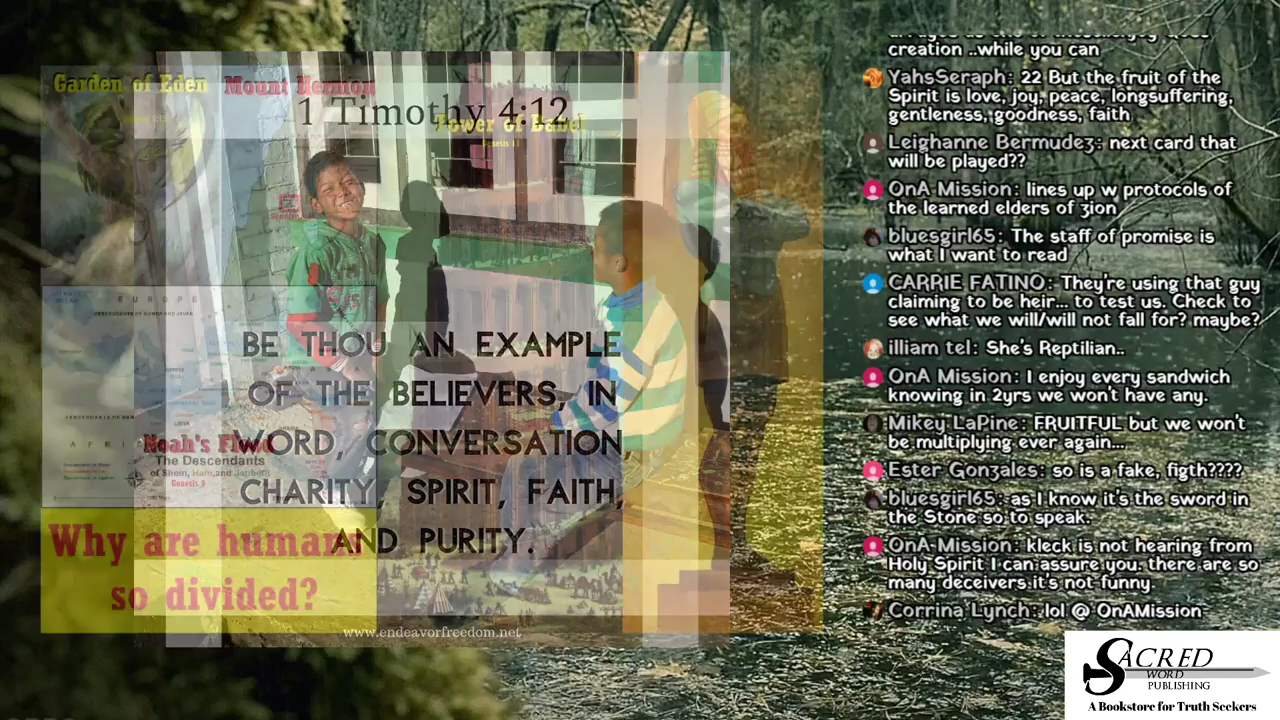 Garden of Eden
Mount Hermon
1 Timothy 4:12
Tower of Babel
BE THOU AN EXAMPLE
OF THE BELIEVERS, IN
WORD, CONVERSATION,
CHARITY, SPIRIT, FAITH,
AND PURITY.
EUROPE
Noah's Flood
The Descendants
of Shem, Ham, and Japheth
Genesis 9
Why are humans
so divided?
www.endeavorfreedom.net
creation ..while you can
YahsSeraph: 22 But the fruit of the
Spirit is love, joy, peace, longsuffering,
gentleness, goodness, faith
Leighanne Bermudez: next card that
will be played??
OnA Mission: lines up w protocols of
the learned elders of zion
bluesgirl65: The staff of promise is
what I want to read
CARRIE FATINO: They're using that guy
claiming to be heir... to test us. Check to
see what we will/will not fall for? maybe?
illiam tel: She's Reptilian..
OnA Mission: I enjoy every sandwich
knowing in 2yrs we won't have any.
Mikey LaPine: FRUITFUL but we won't
be multiplying ever again...
Ester Gonzales: so is a fake, figth????
bluesgirl65: as I know it's the sword in
the Stone so to speak.
OnA Mission: kleck is not hearing from
Holy Spirit I can assure you. there are so
many deceivers it's not funny
Corrina Lynch: lol @ OnAMission
SACRED
WORD
PUBLISHING
A Bookstore for Truth Seekers